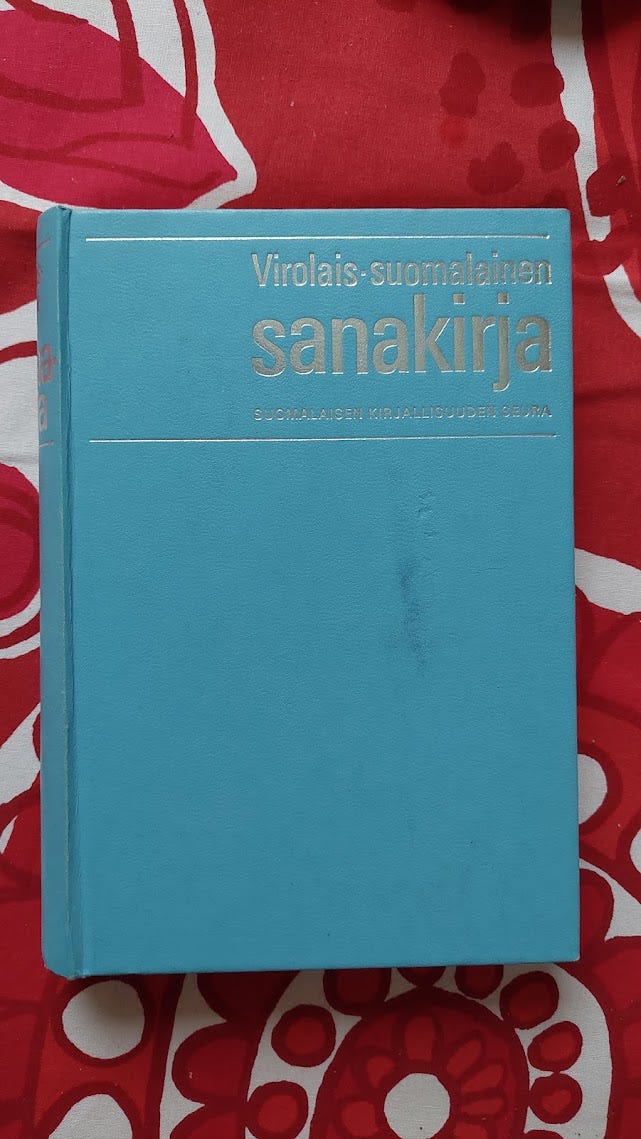 Virolais-suomalainen
sanakirja
SUOMALAISEN KIRJALLISUUDEN SEURA